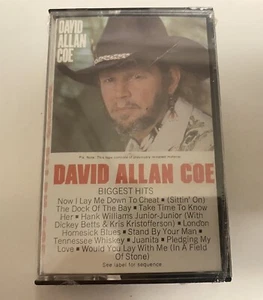 DAVID
ALLAN
COE
DAVID ALLAN COE
BIGGEST HITS
Now I Lay Me Down To Cheat • (Sittin' On)
The Dock Of The Bay • Take Time To Know
Her • Hank Williams Junior-Junior (With
Dickey Betts & Kris Kristofferson) • London
Homesick Blues • Stand By Your Man •
Tennessee Whiskey • Juanita • Pledging My
Love • Would You Lay With Me (In A Field
Of Stone)
See label for sequence